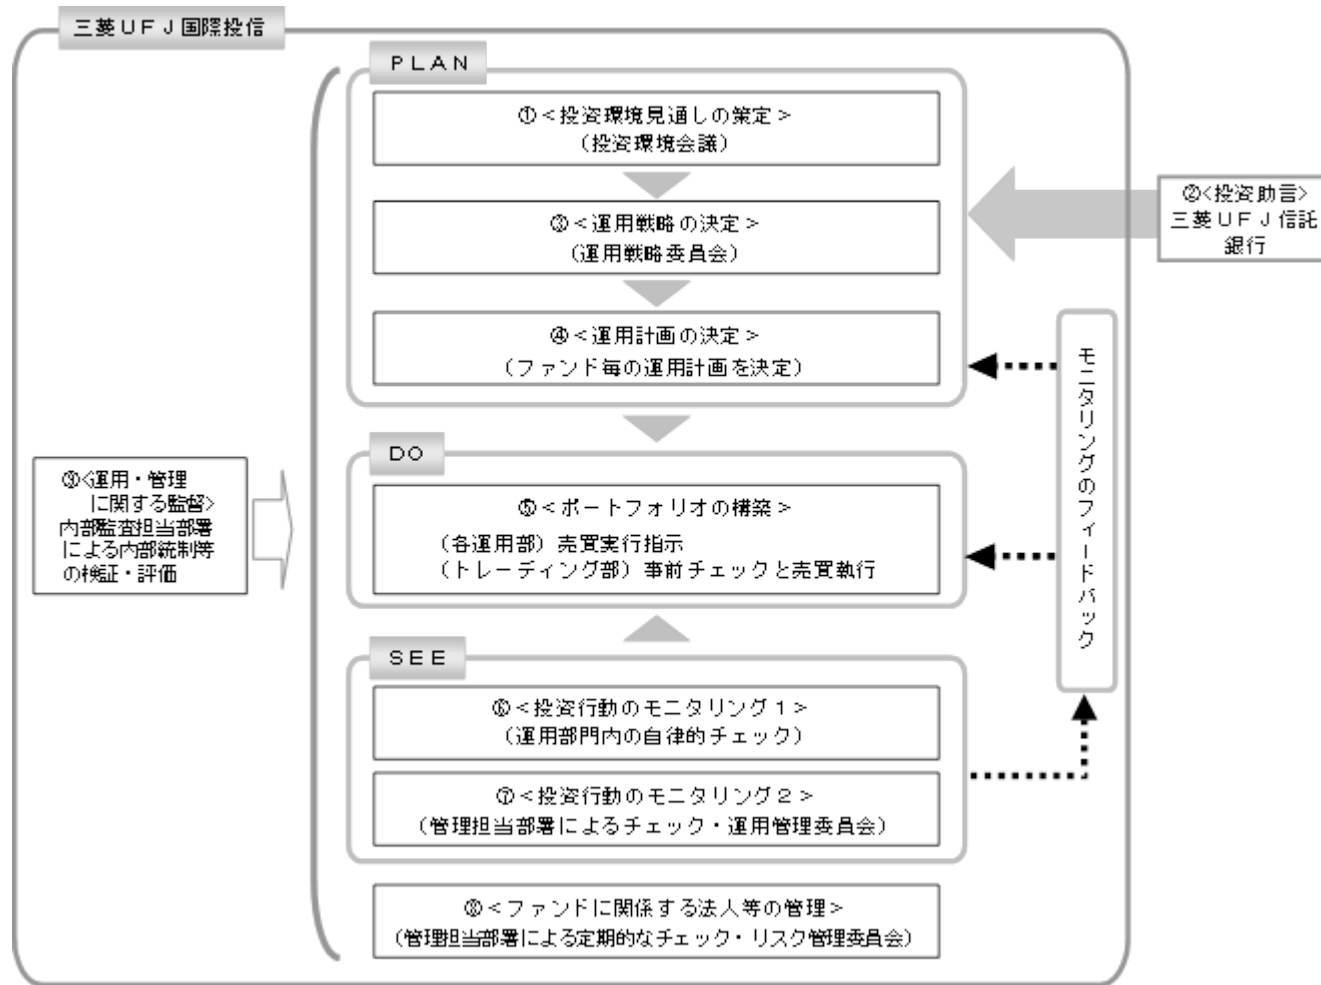 三菱ＵＦＪ国際投信
ＰＬＡＮ
①＜投資環境見通しの策定＞
（投資環境会議）
②＜投資助言＞
三菱ＵＦＪ信託
銀行
③＜運用戦略の決定＞
（運用戦略委員会）
④＜運用計画の決定＞
（ファンド毎の運用計画を決定）
モニタリングのフィードバック
ＤＯ
⑤＜ポートフォリオの構築＞
（各運用部）売買実行指示
（トレーディング部）事前チェックと売買執行
⑨＜運用・管理
に関する監督＞
内部監査担当部署
による内部統制等
の検証・評価
ＳＥＥ
⑥＜投資行動のモニタリング１＞
（運用部門内の自律的チェック）
⑦＜投資行動のモニタリング２＞
（管理担当部署によるチェック・運用管理委員会）
⑧＜ファンドに関係する法人等の管理＞
（管理担当部署による定期的なチェック・リスク管理委員会）